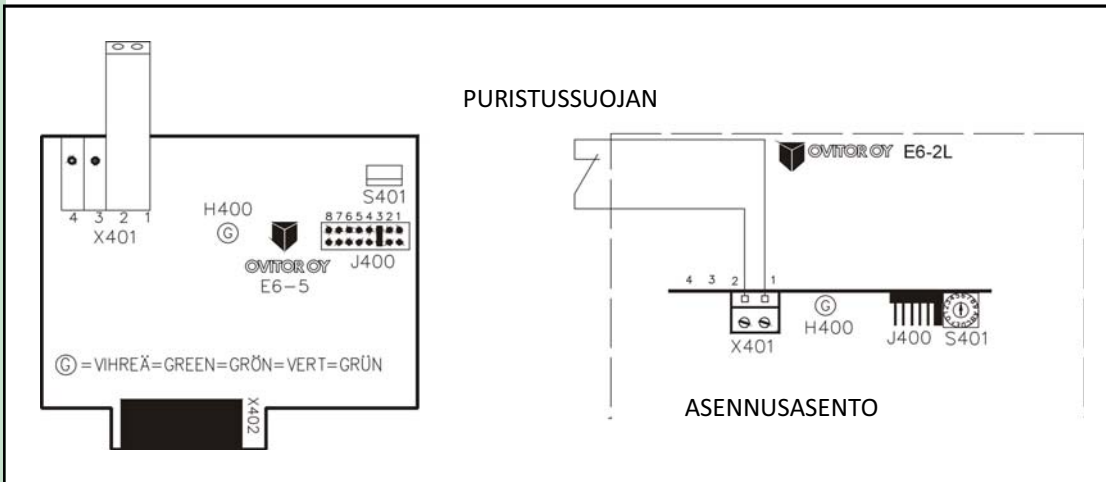 PURISTUSSUOJAN
4 3 2 1
X401
H400
G
OVITOR OY
E6-5
S401
8 7 6 5 4 3 2 1
J400
G =VIHREÄ=GREEN=GRÖN=VERT=GRÜN
X402
OVITOR OY E6-2L
4 3 2 1
X401
G
H400
J400
S401
ASENNUSASENTO